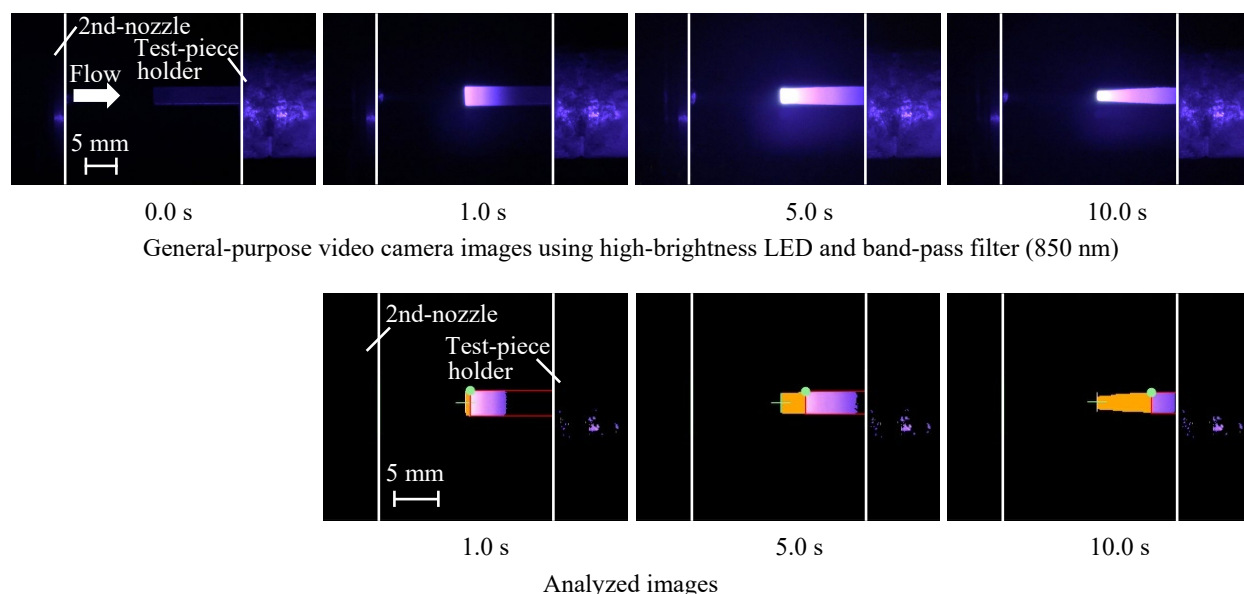 2nd-nozzle
Test-piece
holder
Flow
5 mm
0.0 s
1.0 s
5.0 s
10.0 s
General-purpose video camera images using high-brightness LED and band-pass filter (850 nm)
2nd-nozzle
Test-piece
holder
5 mm
1.0 s
5.0 s
10.0 s
Analyzed images